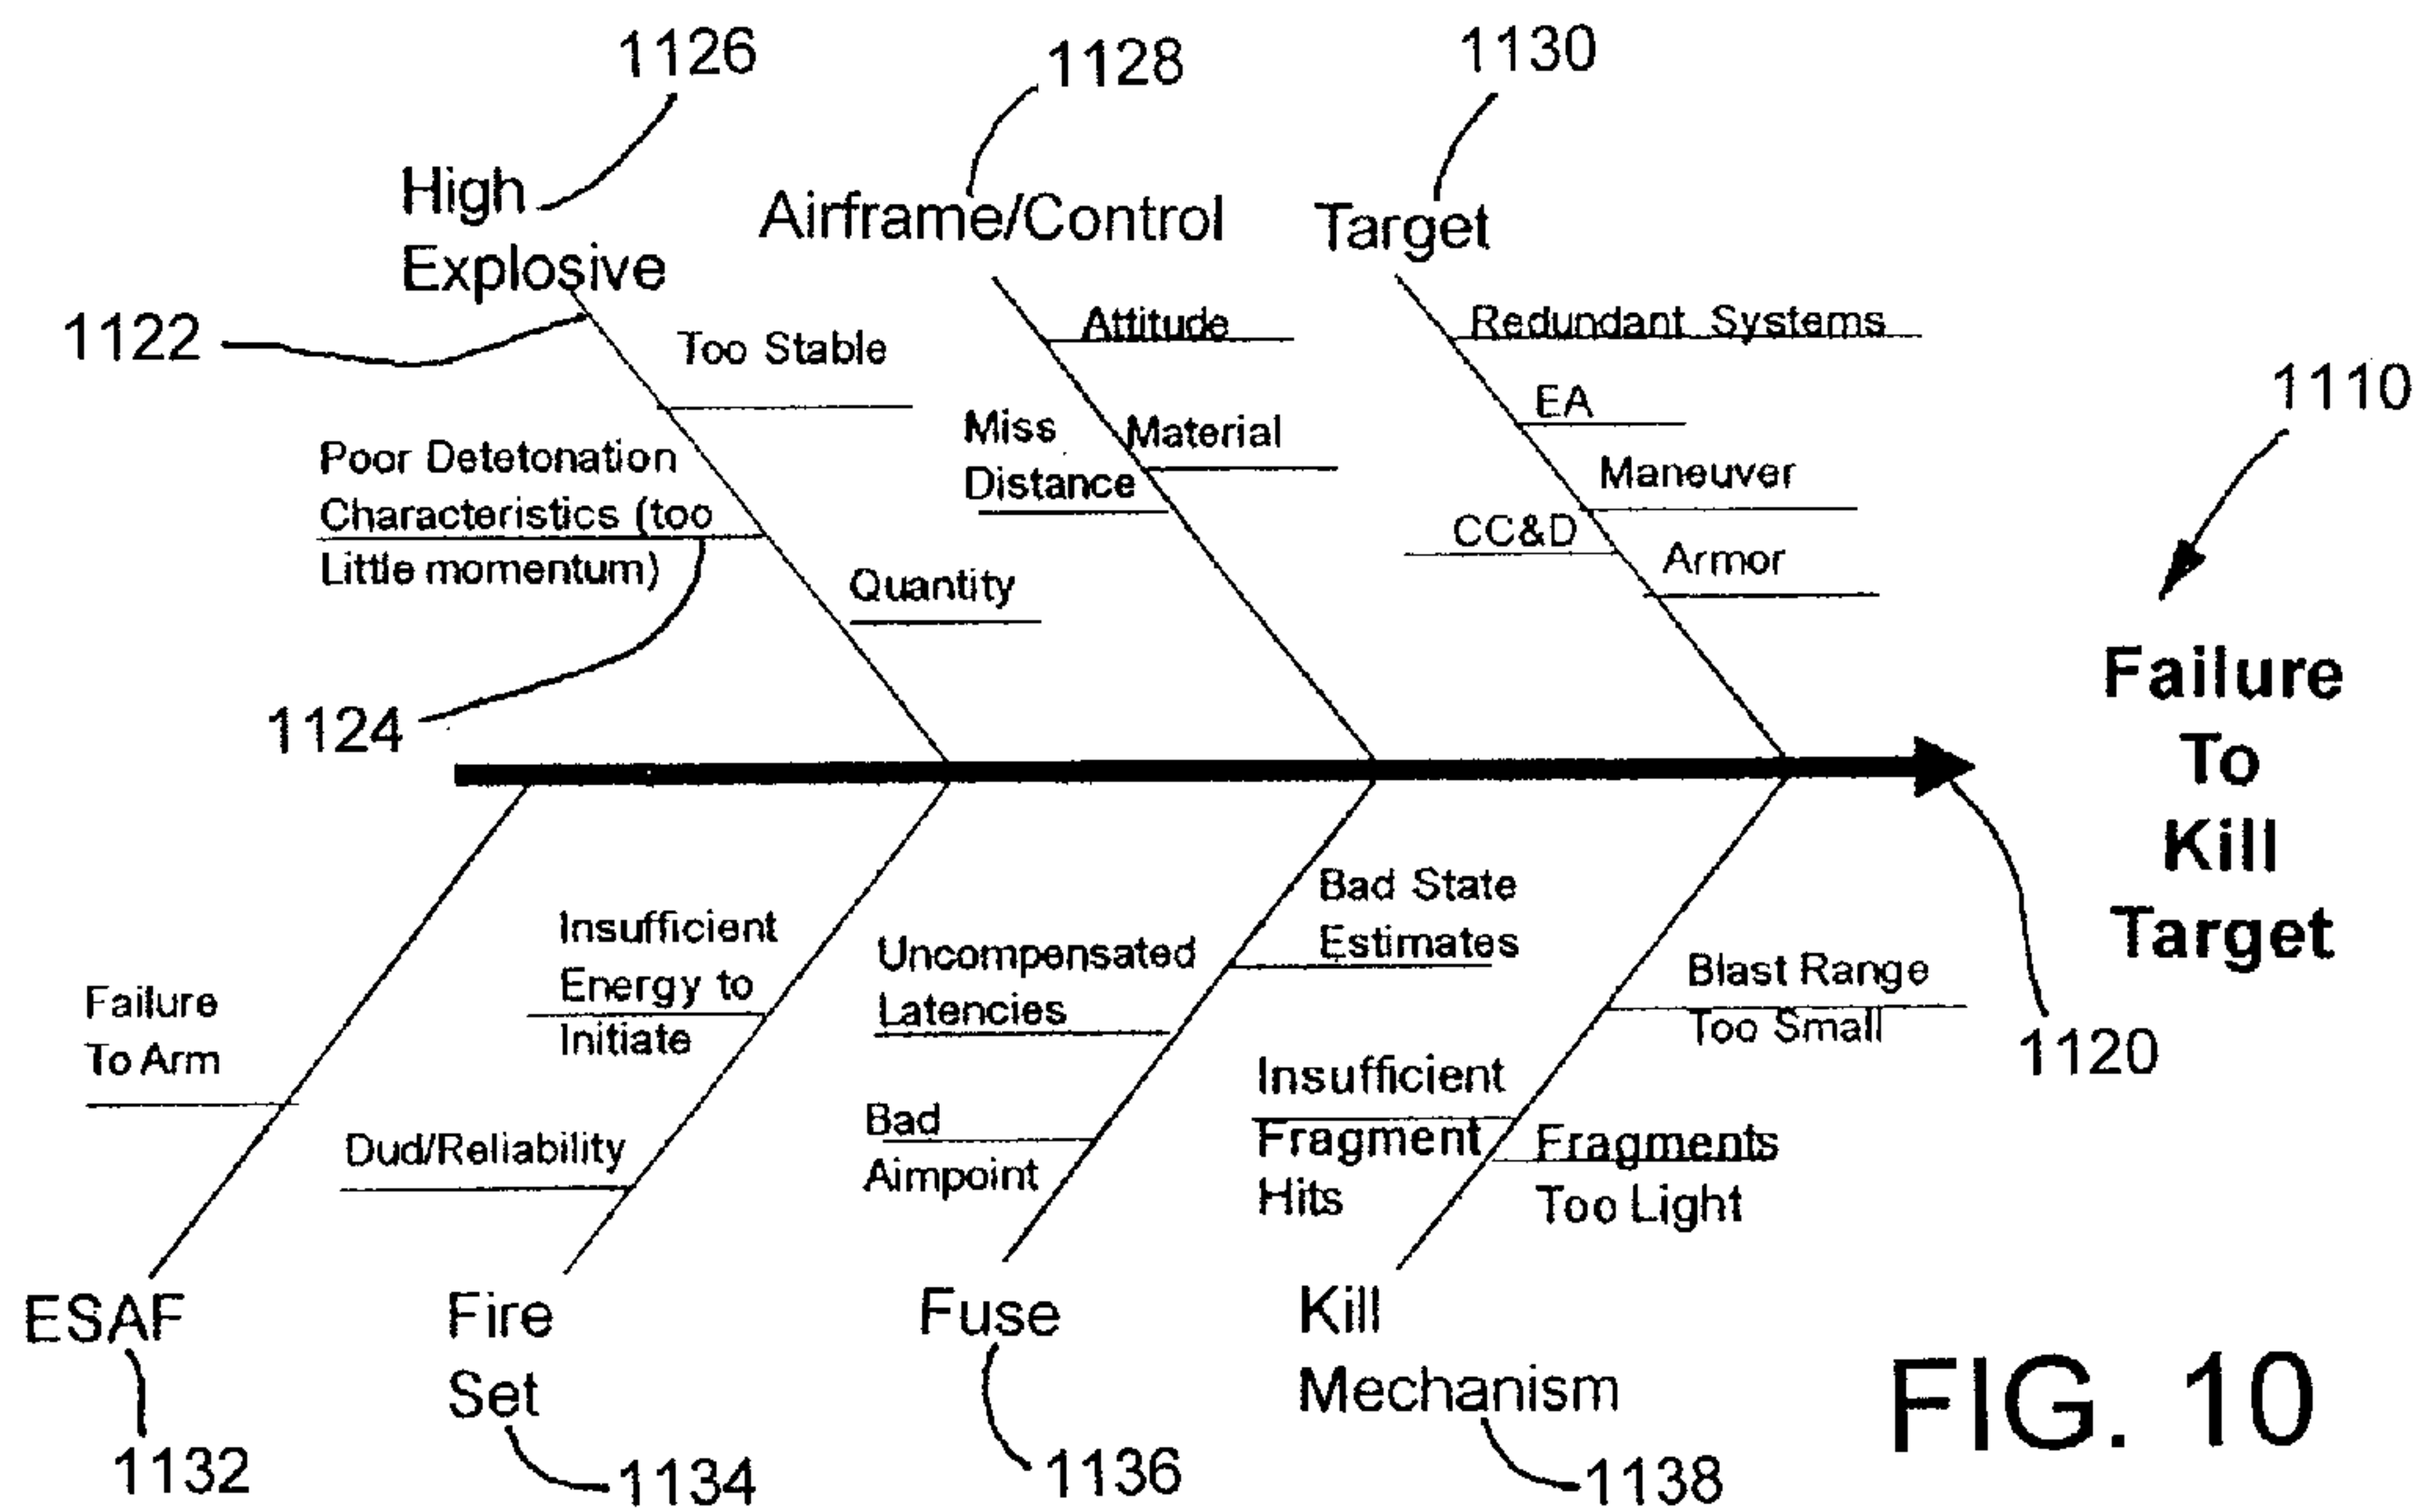 1126
1128
1130
High
Explosive
Airframe/Control
Target
1122
Too Stable
Attitude
Redundant Systems
1110
EA
Miss
Distance
Material
Poor Detetonation
Characteristics (too
Little momentum)
Maneuver
CC&D
Armor
Quantity
1124
Failure
To
Kill
Target
Bad State
Estimates
Insufficient
Energy to
Initiate
Uncompensated
Latencies
Blast Range
Too Small
Failure
To Arm
1120
Insufficient
Fragment
Hits
Dud/Reliability
Bad
Aimpoint
Fragments
Too Light
ESAF
Fire
Set
Fuse
Kill
Mechanism
1132
1134
1136
1138
FIG. 10